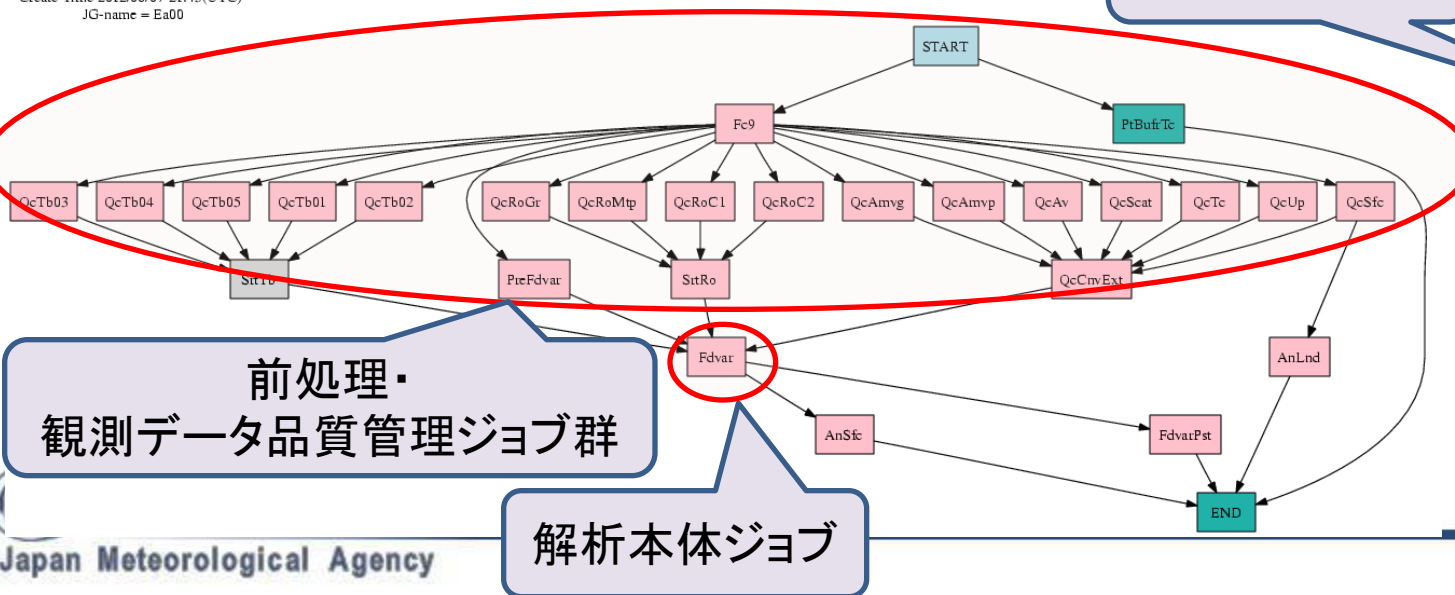 JG-name = Ea00
START
Fc9
PtBufrTc
QcTb03
QcTb04
QcTb05
QcTb01
QcTb02
QcRoGr
QcRoMtp
QcRoC1
QcRoC2
QcAmvg
QcAmvp
QcAv
QcScat
QcTc
QcUp
QcSfc
SrtTb
PreFdvar
SrtRo
QcCnvExt
Fdvar
AnLnd
前処理・
観測データ品質管理ジョブ群
AnSfc
FdvarPst
END
解析本体ジョブ
Japan Meteorological Agency